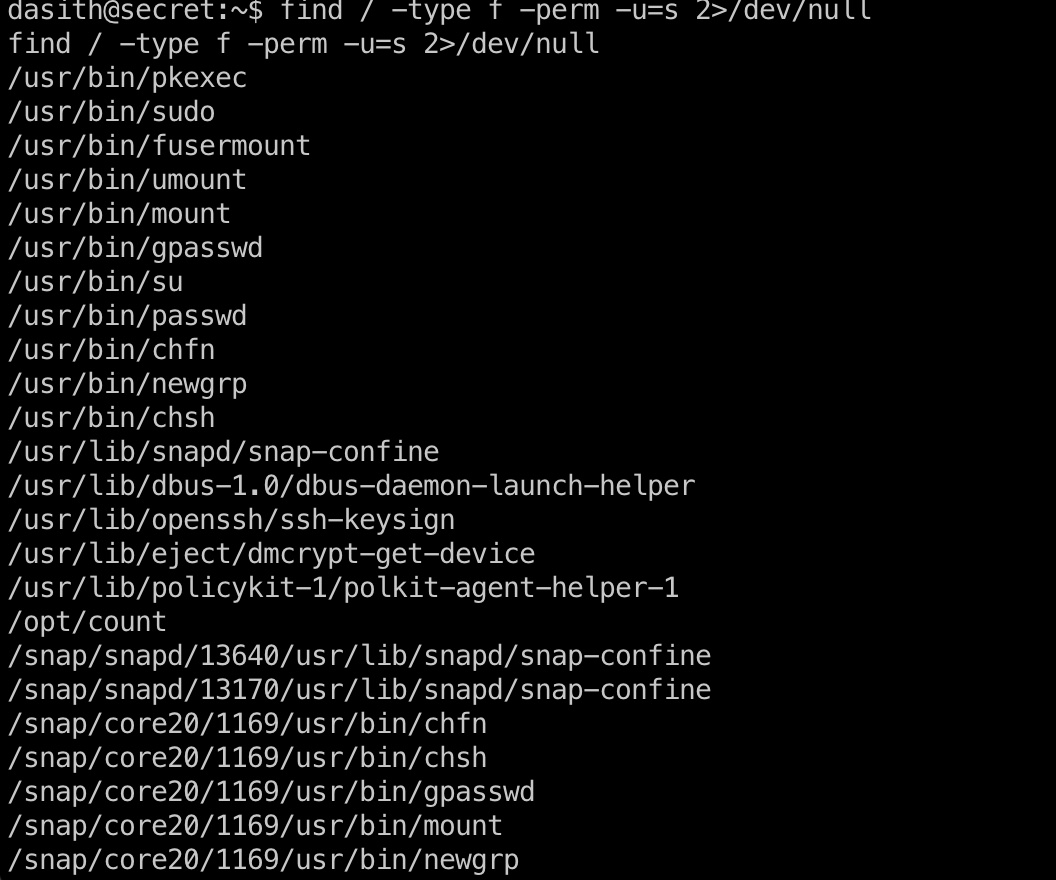 dasith@secret:~$ find / -type f -perm -u=s 2>/dev/null
find / -type f -perm -u=s 2>/dev/null
/usr/bin/pkexec
/usr/bin/sudo
/usr/bin/fusermount
/usr/bin/umount
/usr/bin/mount
/usr/bin/gpasswd
/usr/bin/su
/usr/bin/passwd
/usr/bin/chfn
/usr/bin/newgrp
/usr/bin/chsh
/usr/lib/snapd/snap-confine
/usr/lib/dbus-1.0/dbus-daemon-launch-helper
/usr/lib/openssh/ssh-keysign
/usr/lib/eject/dmcrypt-get-device
/usr/lib/policykit-1/polkit-agent-helper-1
/opt/count
/snap/snapd/13640/usr/lib/snapd/snap-confine
/snap/snapd/13170/usr/lib/snapd/snap-confine
/snap/core20/1169/usr/bin/chfn
/snap/core20/1169/usr/bin/chsh
/snap/core20/1169/usr/bin/gpasswd
/snap/core20/1169/usr/bin/mount
/snap/core20/1169/usr/bin/newgrp